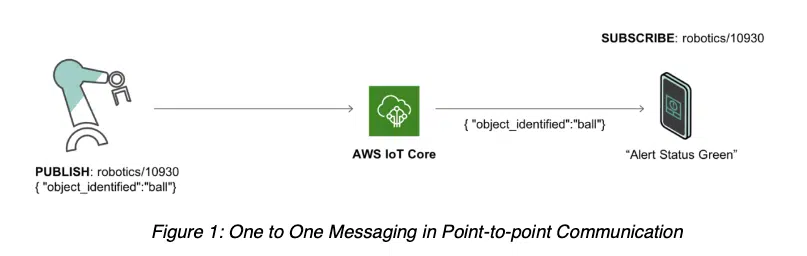 SUBSCRIBE: robotics/10930
{ "object_identified":"ball"}
AWS IoT Core
"Alert Status Green"
PUBLISH: robotics/10930
{ "object_identified":"ball"}
Figure 1: One to One Messaging in Point-to-point Communication